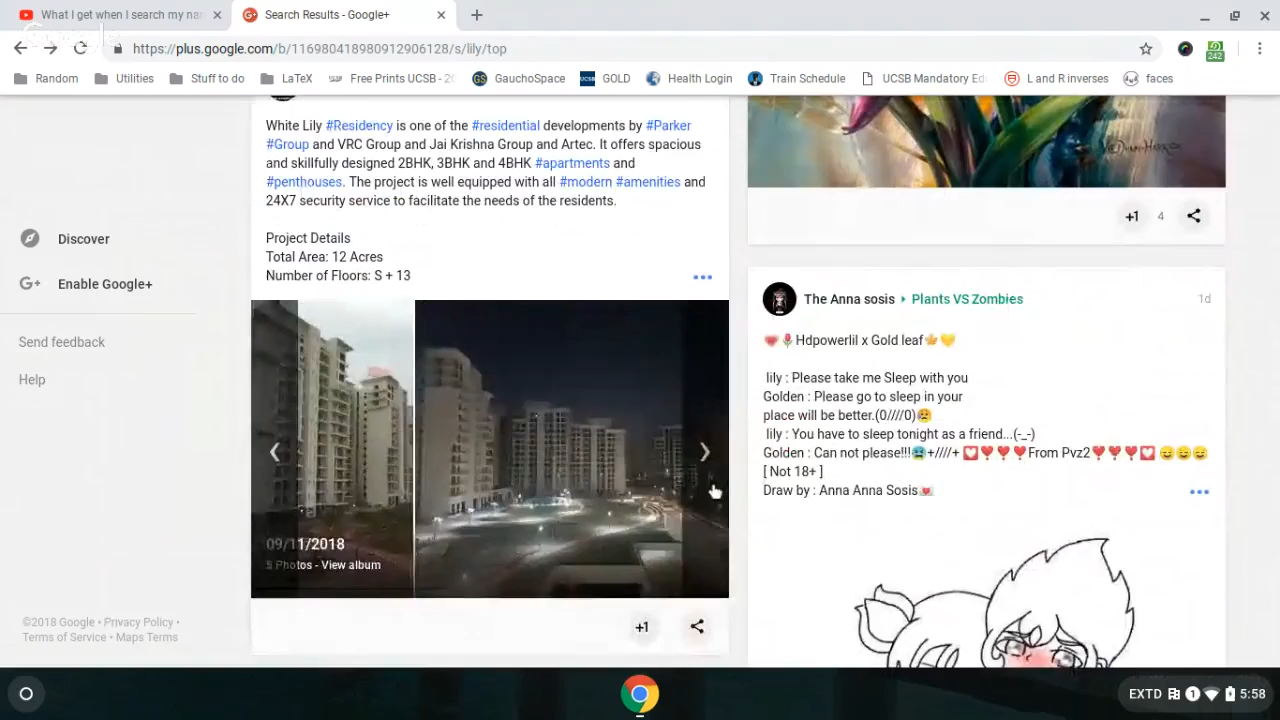 What I get when I search my na
Search Results - Google+
https://plus.google.com/b/116980418980912906128/s/lily/top
242
Random
Utilities
Stuff to do
LaTeX
Free Prints UCSB - 20
GauchoSpace
GOLD
Health Login
Train Schedule
UCSB Mandatory Ed
L and R inverses
faces
Discover
Enable Google+
Send feedback
Help
©2018 Google • Privacy Policy •
Terms of Service • Maps Terms
White Lily #Residency is one of the #residential developments by #Parker
#Group and VRC Group and Jai Krishna Group and Artec. It offers spacious
and skillfully designed 2BHK, 3BHK and 4BHK #apartments and
#penthouses. The project is well equipped with all #modern #amenities and
24X7 security service to facilitate the needs of the residents.
Project Details
Total Area: 12 Acres
Number of Floors: S + 13
09/11/2018
5 Photos - View album
+1
+1 4
The Anna sosis ▸ Plants VS Zombies
1d
💗🌷Hdpowerlil x Gold leaf🍁💛
lily : Please take me Sleep with you
Golden : Please go to sleep in your
place will be better.(0////0)😢
lily : You have to sleep tonight as a friend...(-_-)
Golden : Can not please!!!😨+////+ 💟❣️❣️❣️From Pvz2❣️❣️❣️💟 😄😄😄
[ Not 18+ ]
Draw by : Anna Anna Sosis💌
EXTD
1
5:58